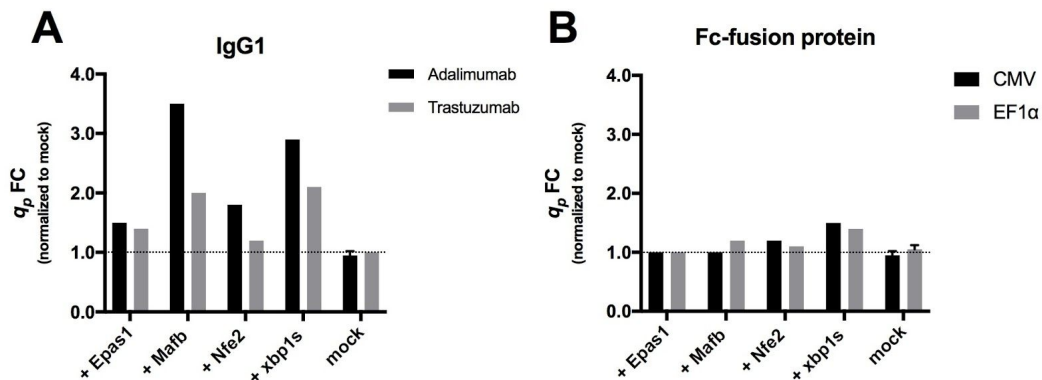 A
IgG1
4.0
3.0
2.0
1.0
0.0
qp FC
(normalized to mock)
+ Epas1
+ Mafb
+ Nfe2
+ xbp1s
mock
Adalimumab
Trastuzumab
B
Fc-fusion protein
4.0
3.0
2.0
1.0
0.0
qp FC
(normalized to mock)
+ Epas1
+ Mafb
+ Nfe2
+ xbp1s
mock
CMV
EF1α